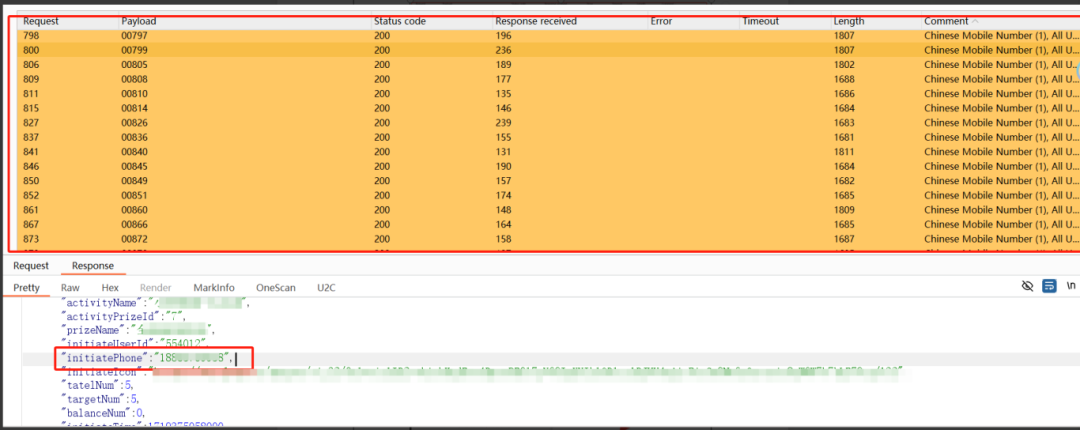 Request Payload Status code Response received Error Timeout Length Comment
798 00797 200 196 1807 Chinese Mobile Number (1), All U...
800 00799 200 236 1807 Chinese Mobile Number (1), All U...
806 00805 200 189 1802 Chinese Mobile Number (1), All U...
809 00808 200 177 1688 Chinese Mobile Number (1), All U...
811 00810 200 135 1686 Chinese Mobile Number (1), All U...
815 00814 200 146 1684 Chinese Mobile Number (1), All U...
827 00826 200 239 1683 Chinese Mobile Number (1), All U...
837 00836 200 155 1681 Chinese Mobile Number (1), All U...
841 00840 200 131 1811 Chinese Mobile Number (1), All U...
846 00845 200 190 1684 Chinese Mobile Number (1), All U...
850 00849 200 157 1682 Chinese Mobile Number (1), All U...
852 00851 200 174 1685 Chinese Mobile Number (1), All U...
861 00860 200 148 1809 Chinese Mobile Number (1), All U...
867 00866 200 164 1685 Chinese Mobile Number (1), All U...
873 00872 200 158 1687 Chinese Mobile Number (1), All U...
Request Response
Pretty Raw Hex Render MarkInfo OneScan U2C \n
"activityName":"
"activityPrizeId":"7",
"prizeName":"
"initiateUserId":"554012",
"initiatePhone":"188
"initiateIcon":"
"tatelNum":5,
"targetNum":5,
"balanceNum":0,